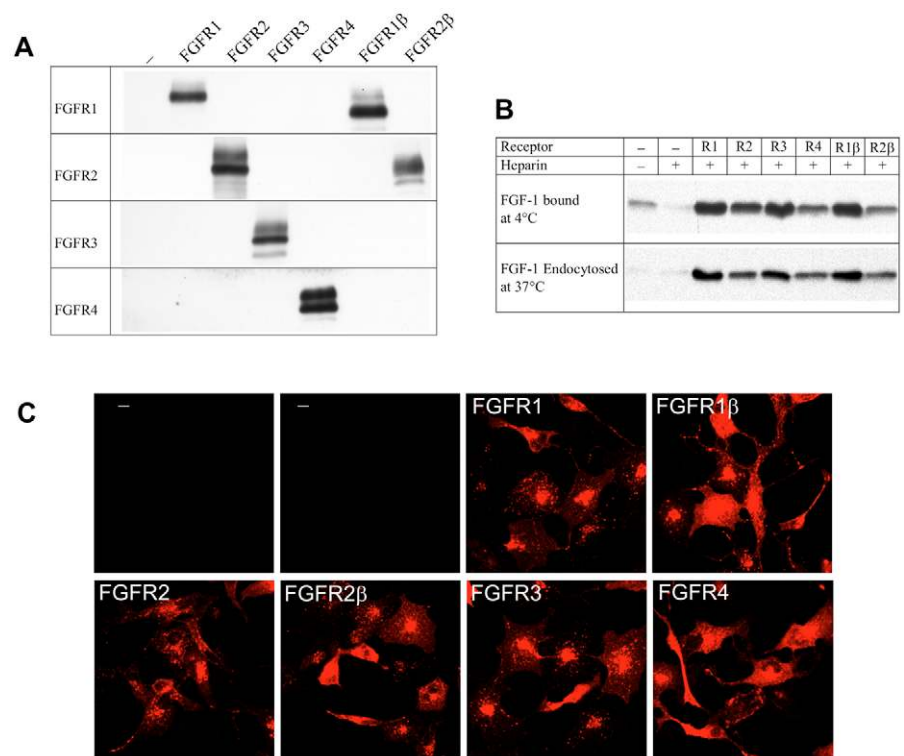 A
– FGFR1 FGFR2 FGFR3 FGFR4 FGFR1β FGFR2β
FGFR1
FGFR2
FGFR3
FGFR4
B
Receptor – – R1 R2 R3 R4 R1β R2β
Heparin – + + + + + + +
FGF-1 bound
at 4°C
FGF-1 Endocytosed
at 37°C
C
– – FGFR1 FGFR1β
FGFR2 FGFR2β FGFR3 FGFR4